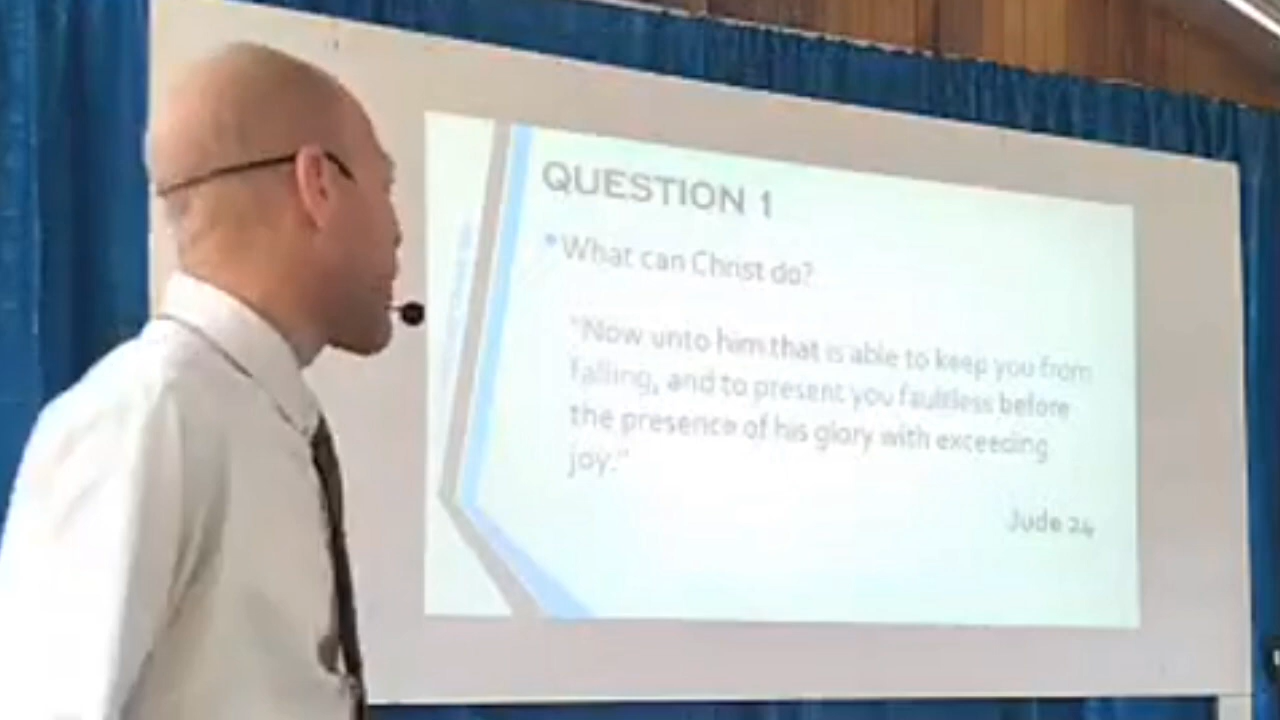 QUESTION 1
* What can Christ do?
"Now unto him that is able to keep you from
falling, and to present you faultless before
the presence of his glory with exceeding
joy."
Jude 24